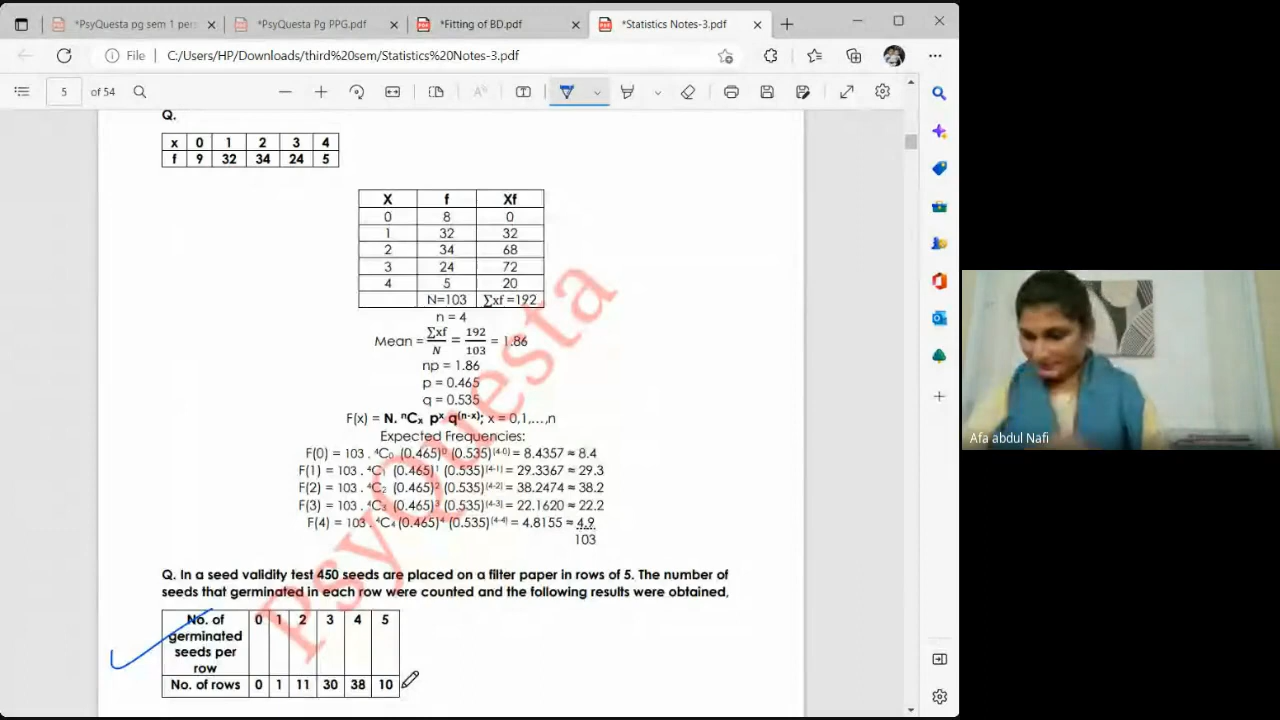 *PsyQuesta pg sem 1 per
*PsyQuesta Pg PPG.pdf
*Fitting of BD.pdf
*Statistics Notes-3.pdf
File C:/Users/HP/Downloads/third%20sem/Statistics%20Notes-3.pdf
5 of 54
Q.
x 0 1 2 3 4
f 9 32 34 24 5
X f Xf
0 8 0
1 32 32
2 34 68
3 24 72
4 5 20
N=103 ∑xf =192
n = 4
Mean = ∑xf/N = 192/103 = 1.86
np = 1.86
p = 0.465
q = 0.535
F(x) = N. ⁿCₓ pˣ q⁽ⁿ⁻ˣ⁾; x = 0,1,...,n
Expected Frequencies:
F(0) = 103 . ⁴C₀ (0.465)⁰ (0.535)⁽⁴⁻⁰⁾ = 8.4357 ≈ 8.4
F(1) = 103 . ⁴C₁ (0.465)¹ (0.535)⁽⁴⁻¹⁾ = 29.3367 ≈ 29.3
F(2) = 103 . ⁴C₂ (0.465)² (0.535)⁽⁴⁻²⁾ = 38.2474 ≈ 38.2
F(3) = 103 . ⁴C₃ (0.465)³ (0.535)⁽⁴⁻³⁾ = 22.1620 ≈ 22.2
F(4) = 103 . ⁴C₄ (0.465)⁴ (0.535)⁽⁴⁻⁴⁾ = 4.8155 ≈ 4.9
103
Q. In a seed validity test 450 seeds are placed on a filter paper in rows of 5. The number of
seeds that germinated in each row were counted and the following results were obtained,
No. of 0 1 2 3 4 5
germinated
seeds per
row
No. of rows 0 1 11 30 38 10
PsyQuesta
Afa abdul Nafi